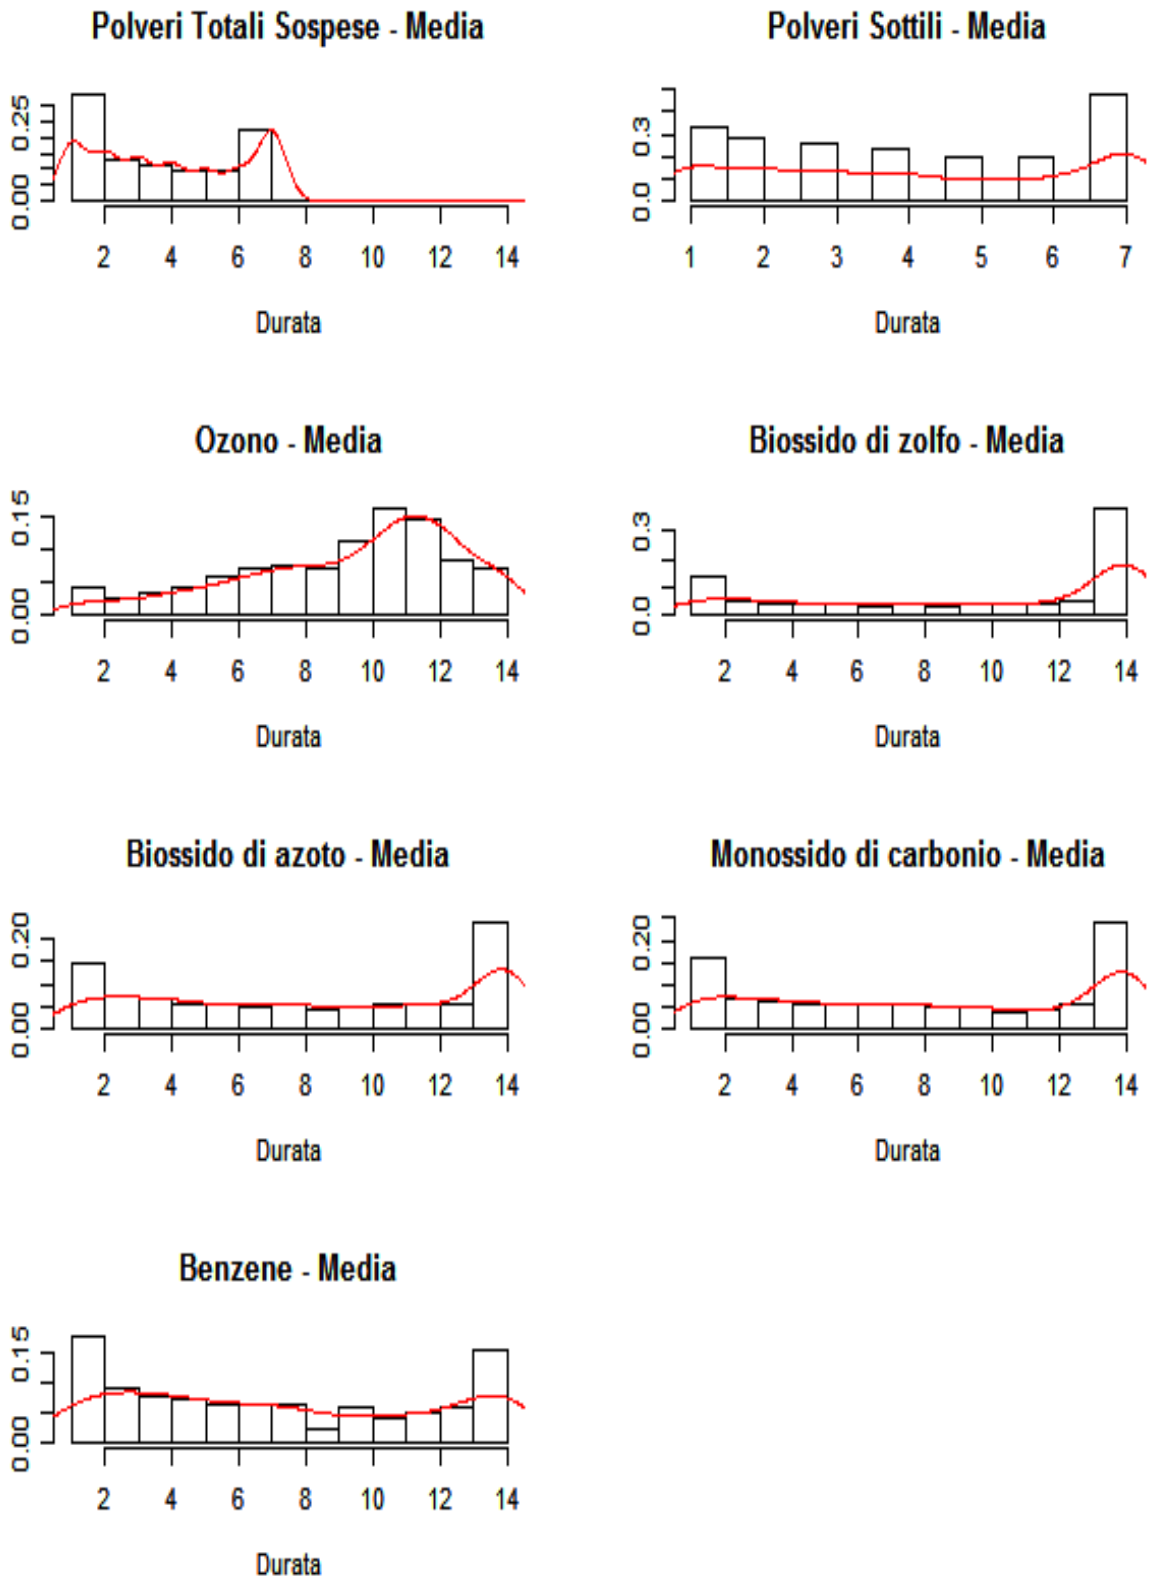 Polveri Totali Sospese - Media
0.00 0.25
2 4 6 8 10 12 14
Durata
Polveri Sottili - Media
0.0 0.3
1 2 3 4 5 6 7
Durata
Ozono - Media
0.00 0.15
2 4 6 8 10 12 14
Durata
Biossido di zolfo - Media
0.0 0.3
2 4 6 8 10 12 14
Durata
Biossido di azoto - Media
0.00 0.20
2 4 6 8 10 12 14
Durata
Monossido di carbonio - Media
0.00 0.20
2 4 6 8 10 12 14
Durata
Benzene - Media
0.00 0.15
2 4 6 8 10 12 14
Durata